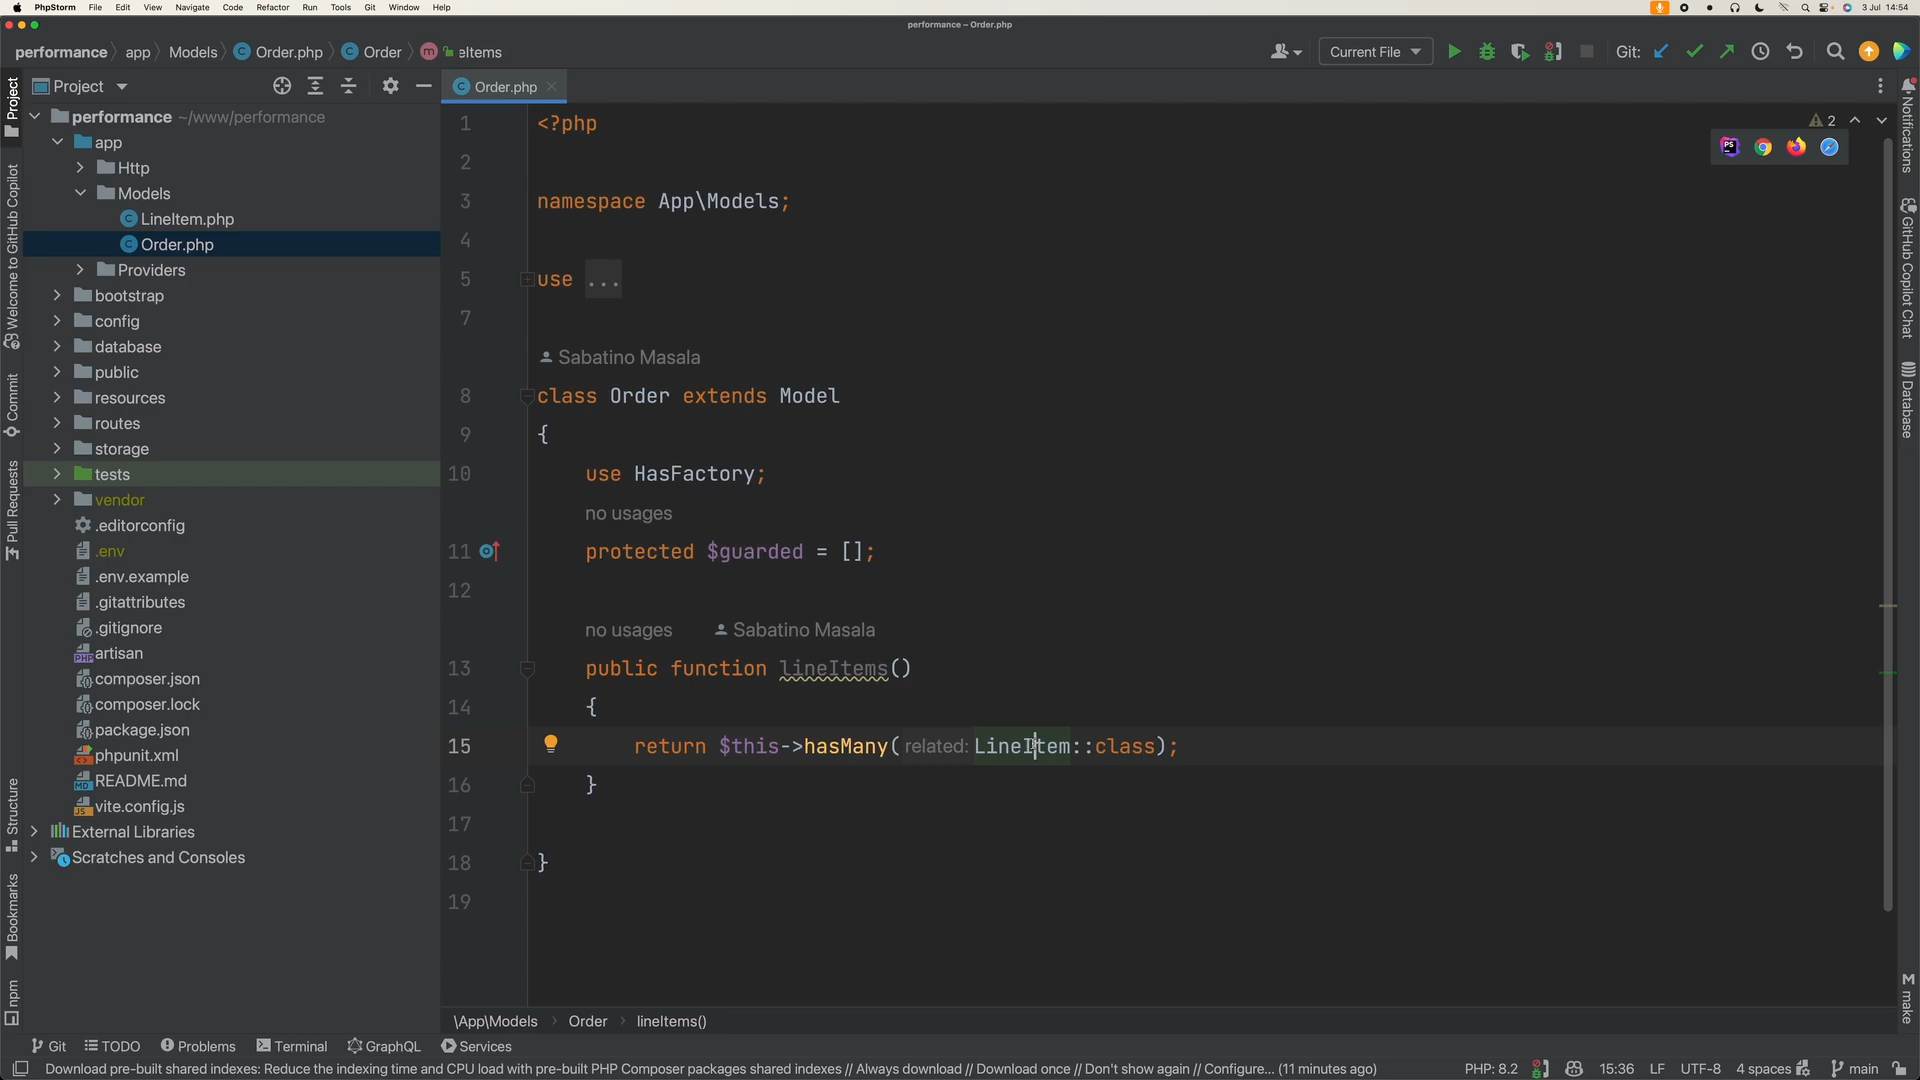 PhpStorm File Edit View Navigate Code Refactor Run Tools Git Window Help 3 Jul 14:54
performance – Order.php
performance app Models Order.php Order eItems Current File Git:
Project
Order.php
performance ~/www/performance
app
Http
Models
LineItem.php
Order.php
Providers
bootstrap
config
database
public
resources
routes
storage
tests
vendor
.editorconfig
.env
.env.example
.gitattributes
.gitignore
artisan
composer.json
composer.lock
package.json
phpunit.xml
README.md
vite.config.js
External Libraries
Scratches and Consoles
Project
Welcome to GitHub Copilot
Commit
Pull Requests
Structure
Bookmarks
npm
1 <?php
2
3 namespace App\Models;
4
5 use ...
7
Sabatino Masala
8 class Order extends Model
9 {
10 use HasFactory;
no usages
11 protected $guarded = [];
12
no usages Sabatino Masala
13 public function lineItems()
14 {
15 return $this->hasMany( related: LineItem::class);
16 }
17
18 }
19
2
PS
Notifications
GitHub Copilot Chat
Database
make
\App\Models Order lineItems()
Git TODO Problems Terminal GraphQL Services
Download pre-built shared indexes: Reduce the indexing time and CPU load with pre-built PHP Composer packages shared indexes // Always download // Download once // Don't show again // Configure... (11 minutes ago) PHP: 8.2 15:36 LF UTF-8 4 spaces main